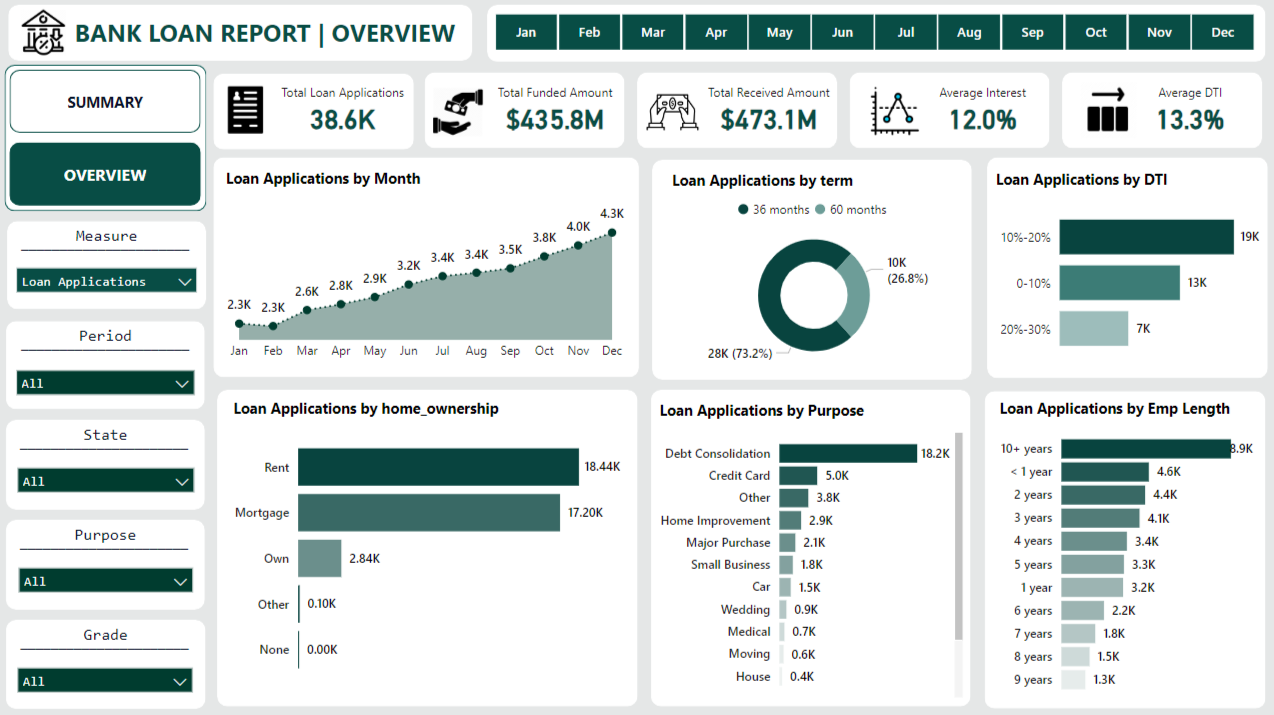 BANK LOAN REPORT | OVERVIEW
Jan Feb Mar Apr May Jun Jul Aug Sep Oct Nov Dec
SUMMARY
OVERVIEW
Total Loan Applications
38.6K
Total Funded Amount
$435.8M
Total Received Amount
$473.1M
Average Interest
12.0%
Average DTI
13.3%
Measure
Loan Applications
Period
All
State
All
Purpose
All
Grade
All
Loan Applications by Month
2.3K 2.3K 2.6K 2.8K 2.9K 3.2K 3.4K 3.4K 3.5K 3.8K 4.0K 4.3K
Jan Feb Mar Apr May Jun Jul Aug Sep Oct Nov Dec
Loan Applications by term
36 months 60 months
10K
(26.8%)
28K (73.2%)
Loan Applications by DTI
10%-20% 19K
0-10% 13K
20%-30% 7K
Loan Applications by home_ownership
Rent 18.44K
Mortgage 17.20K
Own 2.84K
Other 0.10K
None 0.00K
Loan Applications by Purpose
Debt Consolidation 18.2K
Credit Card 5.0K
Other 3.8K
Home Improvement 2.9K
Major Purchase 2.1K
Small Business 1.8K
Car 1.5K
Wedding 0.9K
Medical 0.7K
Moving 0.6K
House 0.4K
Loan Applications by Emp Length
10+ years 8.9K
< 1 year 4.6K
2 years 4.4K
3 years 4.1K
4 years 3.4K
5 years 3.3K
1 year 3.2K
6 years 2.2K
7 years 1.8K
8 years 1.5K
9 years 1.3K